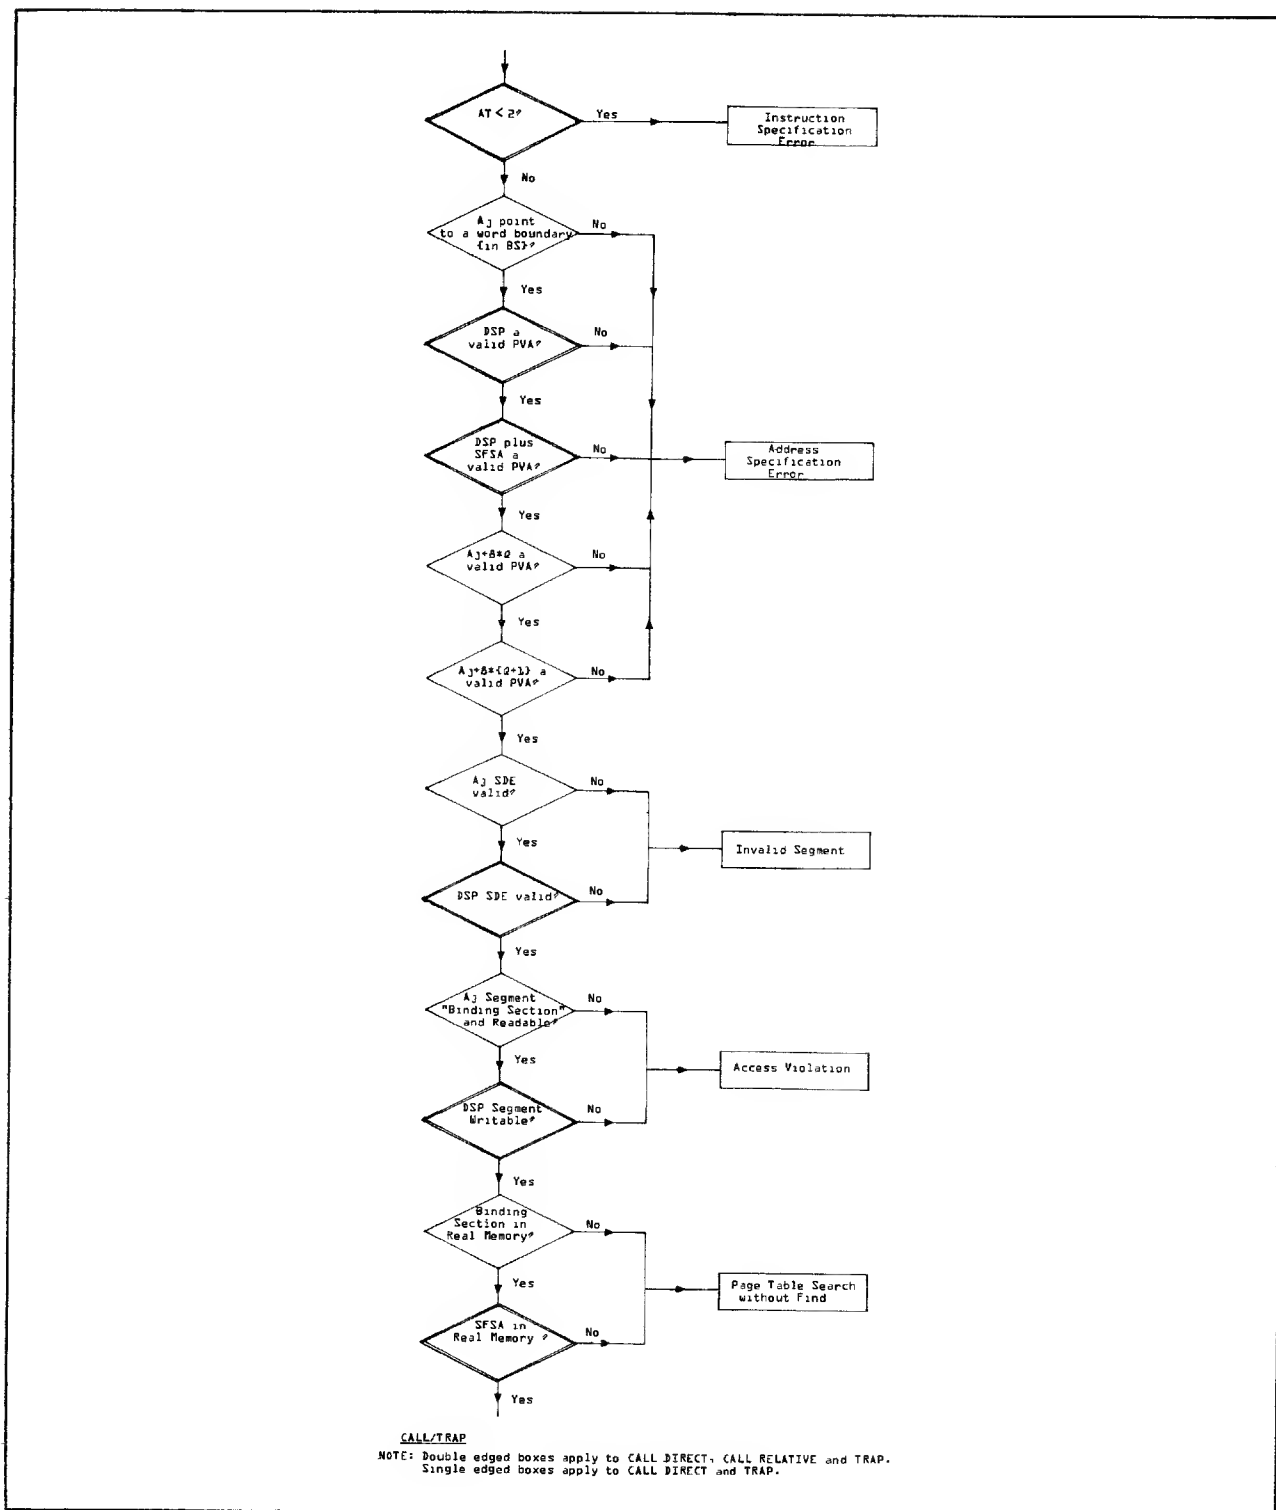 AT < 2?
Yes
Instruction
Specification
Error
No
Aj point
to a word boundary
{in BS}?
No
Yes
DSP a
valid PVA?
No
Yes
DSP plus
SFSA a
valid PVA?
No
Address
Specification
Error
Yes
Aj+8*Q a
valid PVA?
No
Yes
Aj+8*{Q+1} a
valid PVA?
No
Yes
Aj SDE
valid?
No
Yes
Invalid Segment
DSP SDE valid?
No
Yes
Aj Segment
"Binding Section"
and Readable?
No
Yes
Access Violation
DSP Segment
Writable?
No
Yes
Binding
Section in
Real Memory?
No
Yes
Page Table Search
without Find
SFSA in
Real Memory ?
No
Yes
CALL/TRAP
NOTE: Double edged boxes apply to CALL DIRECT, CALL RELATIVE and TRAP.
Single edged boxes apply to CALL DIRECT and TRAP.